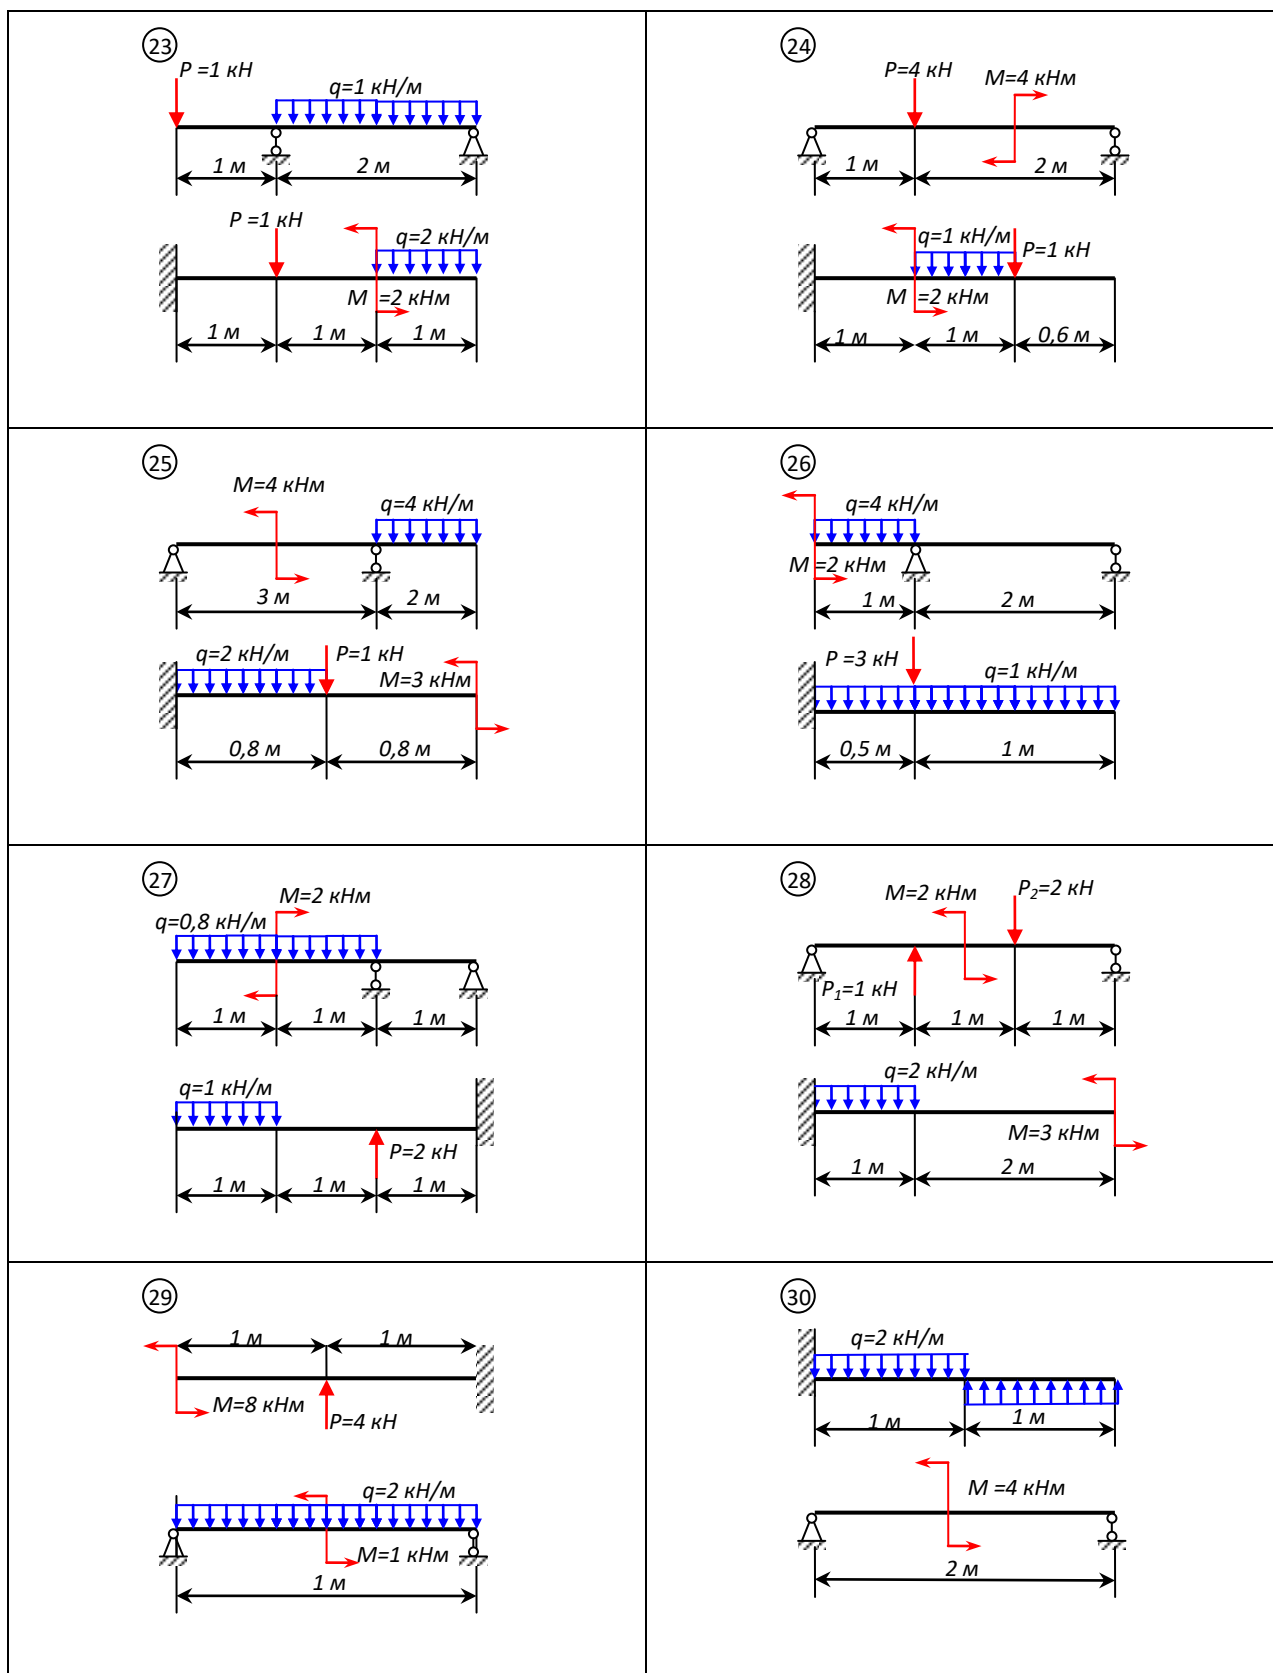 23
P =1 кН
q=1 кН/м
1 м
2 м
P =1 кН
q=2 кН/м
M =2 кНм
1 м
1 м
1 м
24
P=4 кН
M=4 кНм
1 м
2 м
q=1 кН/м
P=1 кН
M =2 кНм
1 м
1 м
0,6 м
25
M=4 кНм
q=4 кН/м
3 м
2 м
q=2 кН/м
P=1 кН
M=3 кНм
0,8 м
0,8 м
26
q=4 кН/м
M =2 кНм
1 м
2 м
P =3 кН
q=1 кН/м
0,5 м
1 м
27
M=2 кНм
q=0,8 кН/м
1 м
1 м
1 м
q=1 кН/м
P=2 кН
1 м
1 м
1 м
28
M=2 кНм
P2=2 кН
P1=1 кН
1 м
1 м
1 м
q=2 кН/м
M=3 кНм
1 м
2 м
29
1 м
1 м
M=8 кНм
P=4 кН
q=2 кН/м
M=1 кНм
1 м
30
q=2 кН/м
1 м
1 м
M =4 кНм
2 м